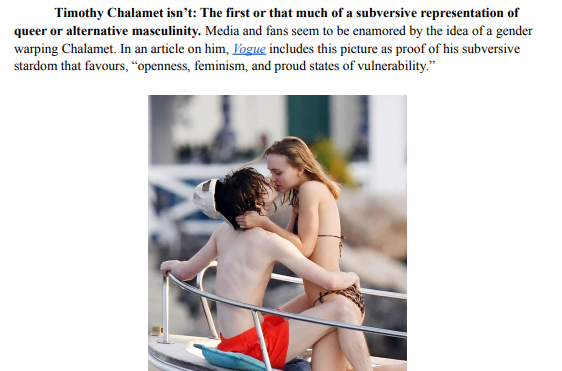 Timothy Chalamet isn’t: The first or that much of a subversive representation of
queer or alternative masculinity. Media and fans seem to be enamored by the idea of a gender
warping Chalamet. In an article on him, Vogue includes this picture as proof of his subversive
stardom that favours, “openness, feminism, and proud states of vulnerability.”